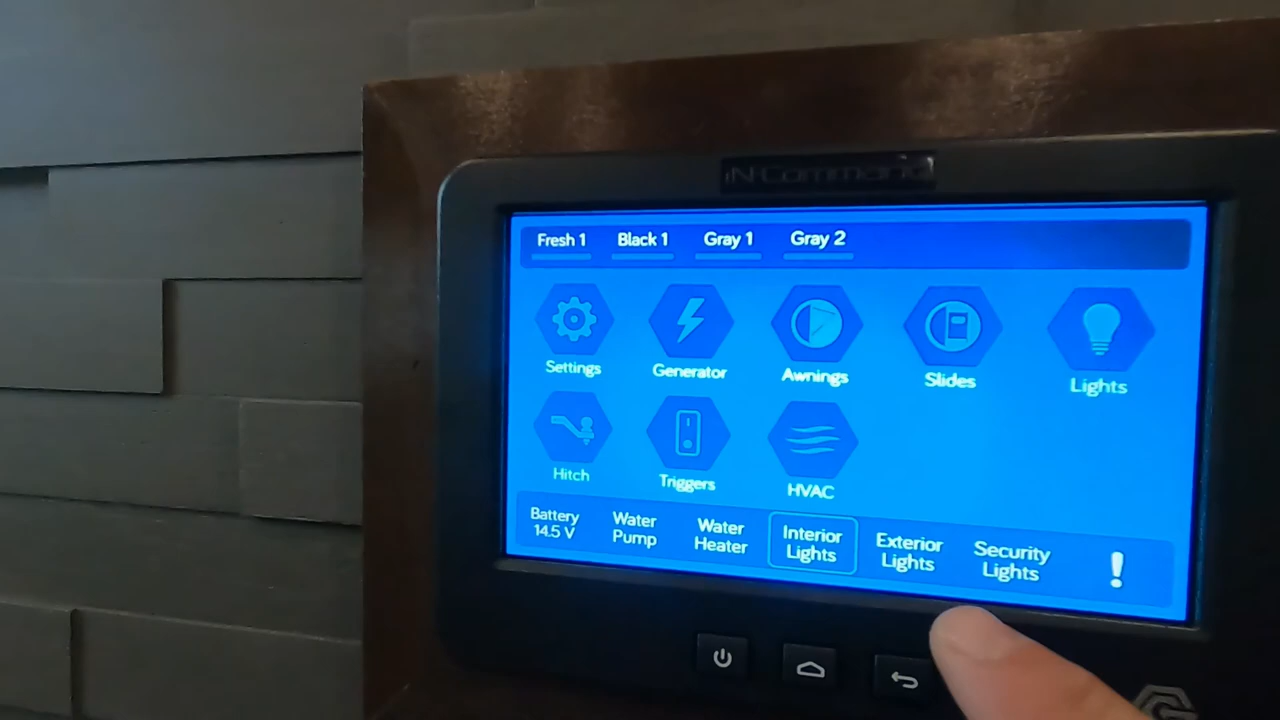 iN·Command
Fresh 1 Black 1 Gray 1 Gray 2
Settings Generator Awnings Slides Lights
Hitch Triggers HVAC
Battery
14.5 V
Water
Pump
Water
Heater
Interior
Lights
Exterior
Lights
Security
Lights
!